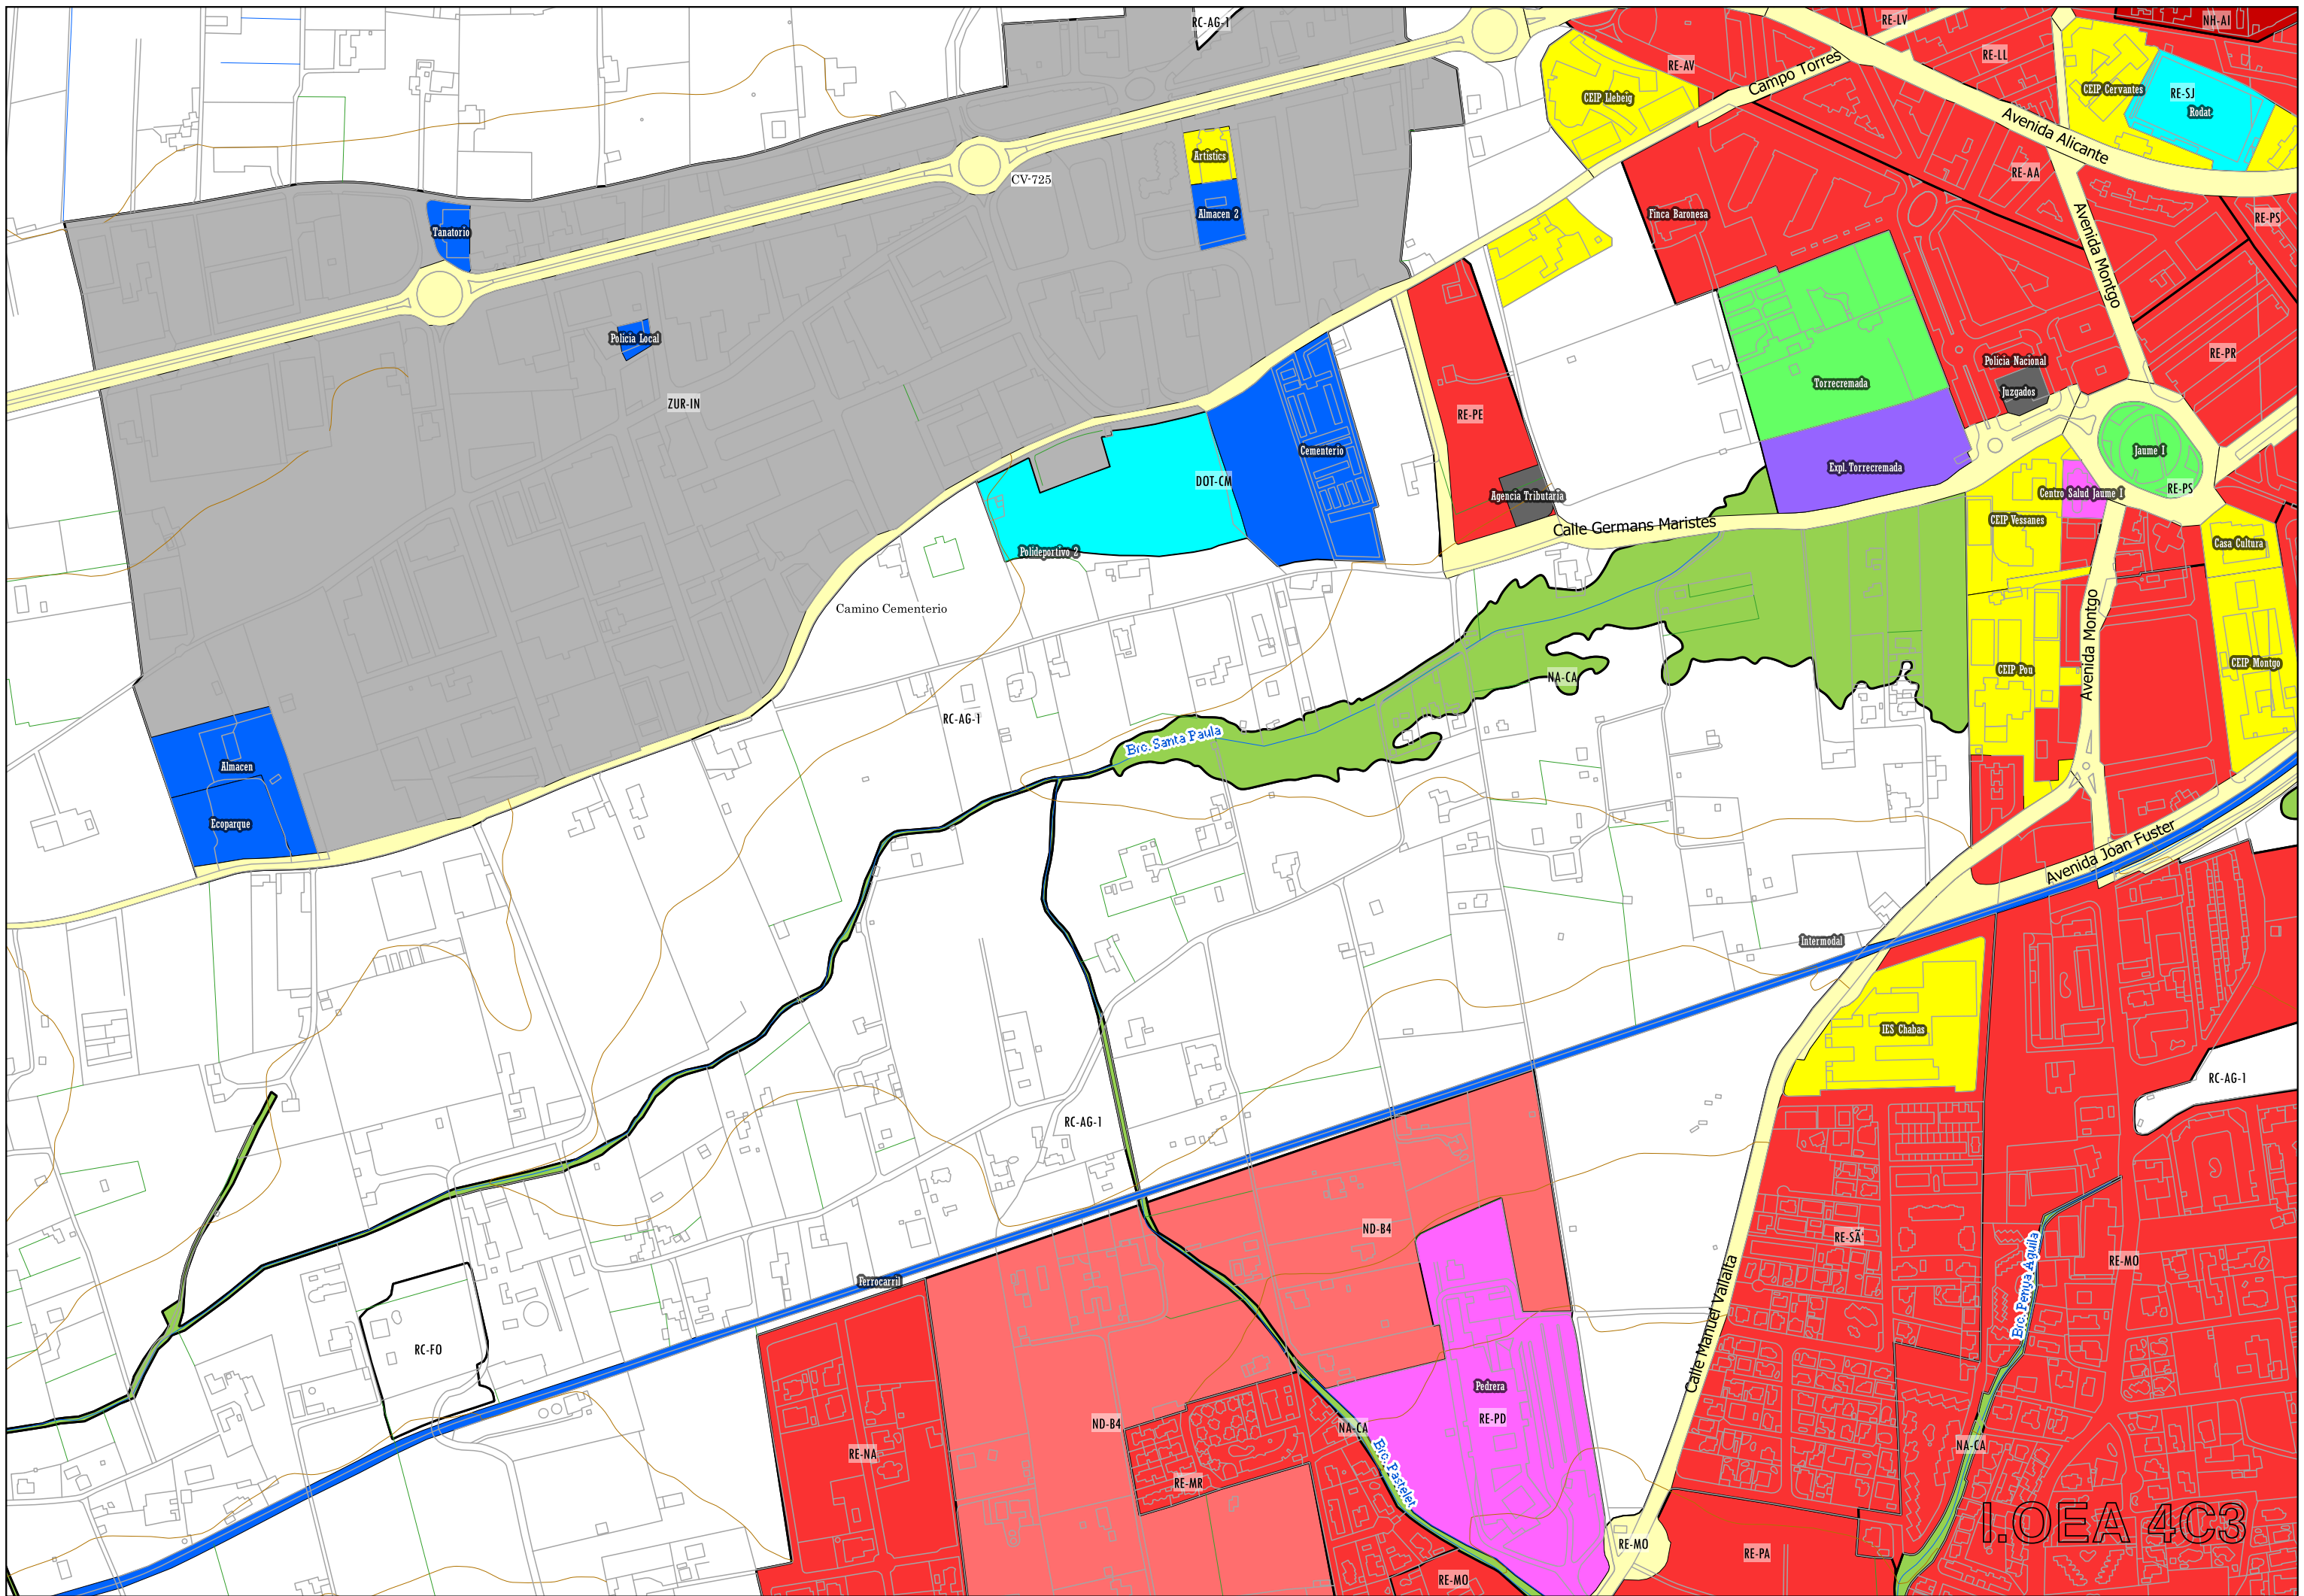 RC-AG-1
RE-LV
NH-AI
RE-AV
Campo Torres
RE-LL
CEIP Llebeig
CEIP Cervantes
RE-SJ
Rodat
Avenida Alicante
Artistics
CV-725
RE-AA
Almacen 2
Finca Baronesa
RE-PS
Tanatorio
Avenida Montgo
Policia Local
RE-PR
Policia Nacional
Torrecremada
Juzgados
ZUR-IN
RE-PE
Cementerio
Jaume I
Expl. Torrecremada
DOT-CM
RE-PS
Agencia Tributaria
Centro Salud Jaume I
Calle Germans Maristes
CEIP Vessanes
Polideportivo 2
Casa Cultura
Camino Cementerio
Avenida Montgo
CEIP Pou
CEIP Montgo
NA-CA
RC-AG-1
Brc. Santa Paula
Almacen
Ecoparque
Avenida Joan Fuster
Intermodal
IES Chabas
RC-AG-1
RC-AG-1
ND-B4
RE-SÃ
RE-MO
Ferrocarril
Brc. Penya Aguila
Calle Manuel Vallalta
RC-FO
Pedrera
RE-PD
ND-B4
NA-CA
NA-CA
RE-NA
Brc. Pastelet
RE-MR
I.OEA 4C3
RE-MO
RE-PA
RE-MO